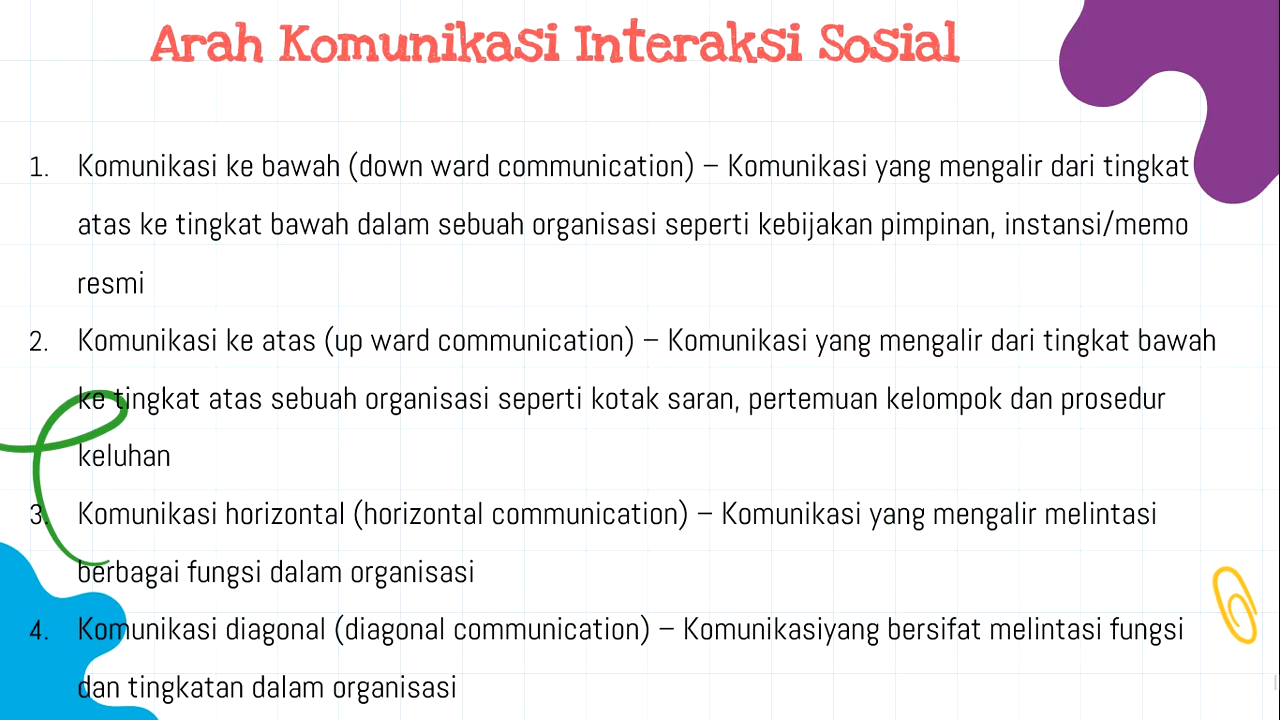 Arah Komunikasi Interaksi Sosial
1. Komunikasi ke bawah (down ward communication) – Komunikasi yang mengalir dari tingkat
atas ke tingkat bawah dalam sebuah organisasi seperti kebijakan pimpinan, instansi/memo
resmi
2. Komunikasi ke atas (up ward communication) – Komunikasi yang mengalir dari tingkat bawah
ke tingkat atas sebuah organisasi seperti kotak saran, pertemuan kelompok dan prosedur
keluhan
3. Komunikasi horizontal (horizontal communication) – Komunikasi yang mengalir melintasi
berbagai fungsi dalam organisasi
4. Komunikasi diagonal (diagonal communication) – Komunikasiyang bersifat melintasi fungsi
dan tingkatan dalam organisasi